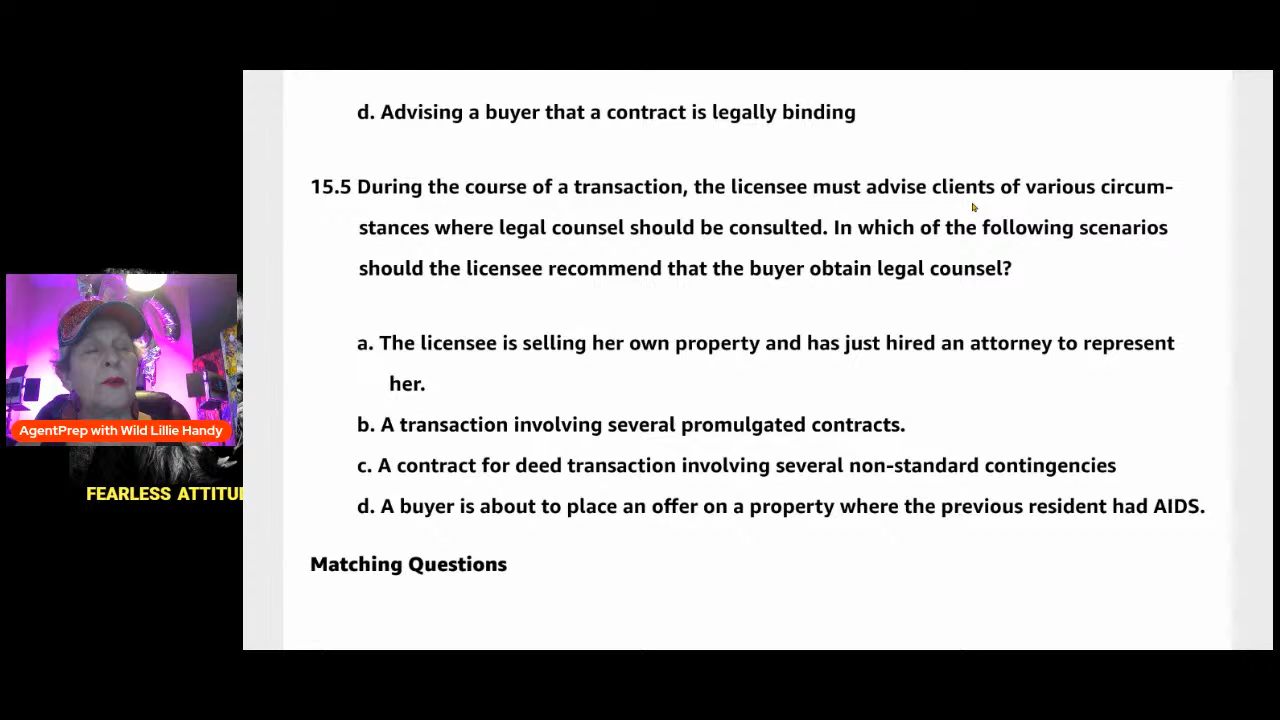 d. Advising a buyer that a contract is legally binding
15.5 During the course of a transaction, the licensee must advise clients of various circum-
stances where legal counsel should be consulted. In which of the following scenarios
should the licensee recommend that the buyer obtain legal counsel?
a. The licensee is selling her own property and has just hired an attorney to represent
her.
b. A transaction involving several promulgated contracts.
c. A contract for deed transaction involving several non-standard contingencies
d. A buyer is about to place an offer on a property where the previous resident had AIDS.
Matching Questions
AgentPrep with Wild Lillie Handy
FEARLESS ATTITU